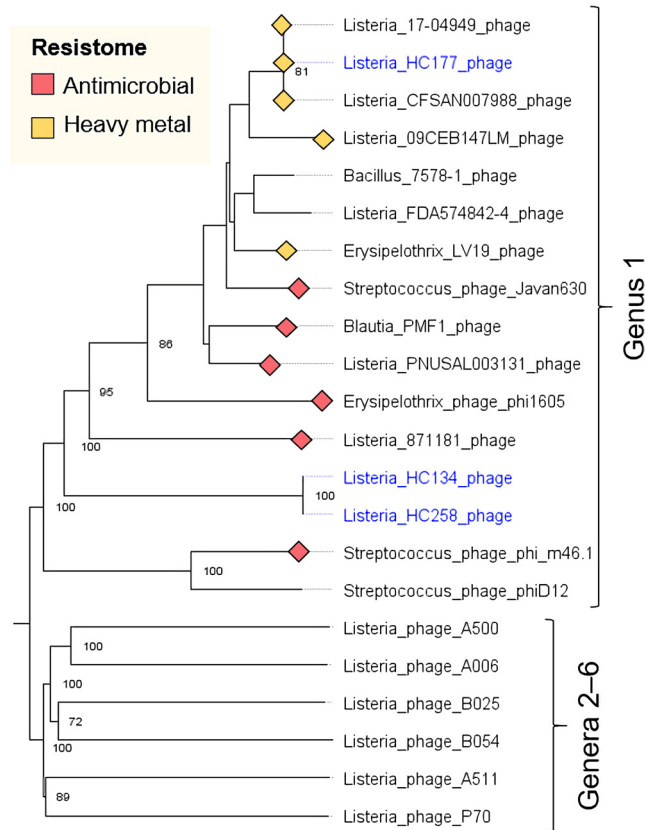 Resistome
Antimicrobial
Heavy metal
Listeria_17-04949_phage
Listeria_HC177_phage
81
Listeria_CFSAN007988_phage
Listeria_09CEB147LM_phage
Bacillus_7578-1_phage
Listeria_FDA574842-4_phage
Erysipelothrix_LV19_phage
Streptococcus_phage_Javan630
Blautia_PMF1_phage
86
Listeria_PNUSAL003131_phage
95
Erysipelothrix_phage_phi1605
Listeria_871181_phage
100
Listeria_HC134_phage
100
100
Listeria_HC258_phage
Streptococcus_phage_phi_m46.1
100
Streptococcus_phage_phiD12
Genus 1
Listeria_phage_A500
100
Listeria_phage_A006
100
Listeria_phage_B025
72
Listeria_phage_B054
100
Listeria_phage_A511
89
Listeria_phage_P70
Genera 2–6